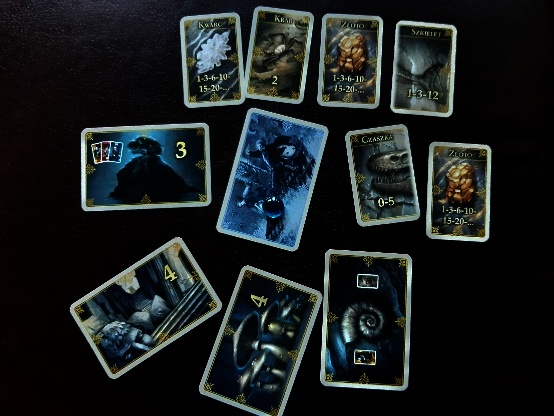 KWARC
1-3-6-10-
15-20-...
KRAB
2
ZŁOTO
1-3-6-10
15-20-...
SZKIELET
1-3-12
3
CZASZKA
0-5
ZŁOTO
1-3-6-10
15-20-...
4
4